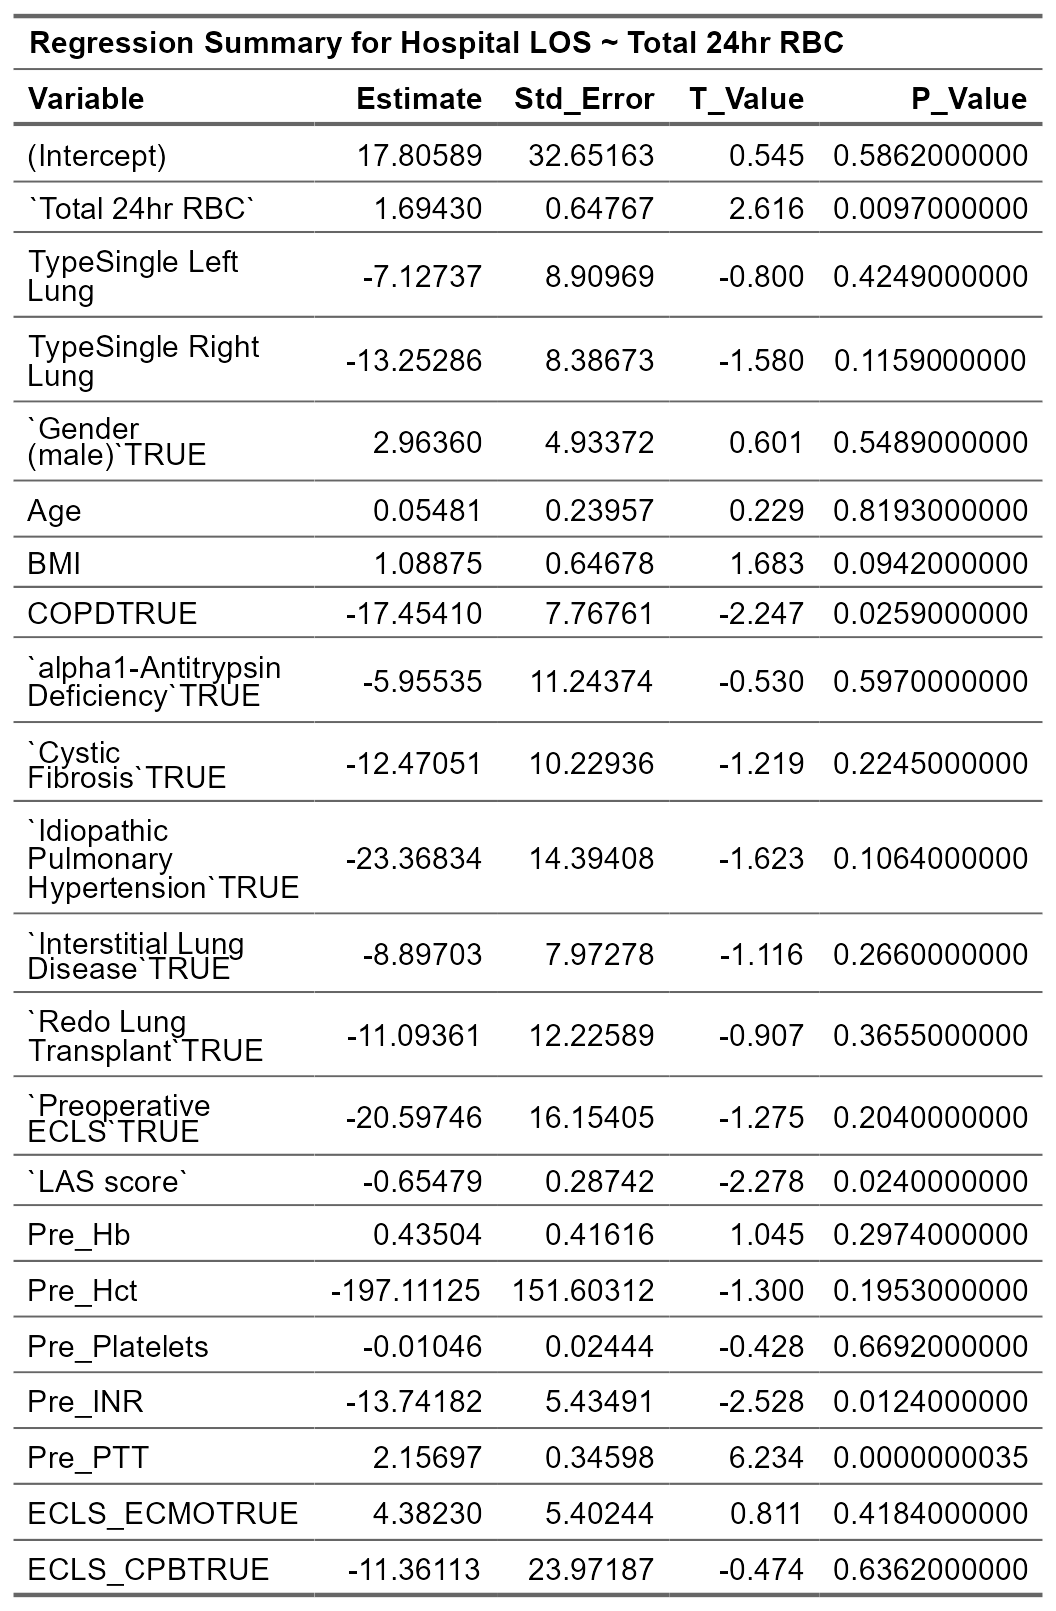 Regression Summary for Hospital LOS ~ Total 24hr RBC
Variable Estimate Std_Error T_Value P_Value
(Intercept) 17.80589 32.65163 0.545 0.5862000000
`Total 24hr RBC` 1.69430 0.64767 2.616 0.0097000000
TypeSingle Left
Lung -7.12737 8.90969 -0.800 0.4249000000
TypeSingle Right
Lung -13.25286 8.38673 -1.580 0.1159000000
`Gender
(male)`TRUE 2.96360 4.93372 0.601 0.5489000000
Age 0.05481 0.23957 0.229 0.8193000000
BMI 1.08875 0.64678 1.683 0.0942000000
COPDTRUE -17.45410 7.76761 -2.247 0.0259000000
`alpha1-Antitrypsin
Deficiency`TRUE -5.95535 11.24374 -0.530 0.5970000000
`Cystic
Fibrosis`TRUE -12.47051 10.22936 -1.219 0.2245000000
`Idiopathic
Pulmonary
Hypertension`TRUE -23.36834 14.39408 -1.623 0.1064000000
`Interstitial Lung
Disease`TRUE -8.89703 7.97278 -1.116 0.2660000000
`Redo Lung
Transplant`TRUE -11.09361 12.22589 -0.907 0.3655000000
`Preoperative
ECLS`TRUE -20.59746 16.15405 -1.275 0.2040000000
`LAS score` -0.65479 0.28742 -2.278 0.0240000000
Pre_Hb 0.43504 0.41616 1.045 0.2974000000
Pre_Hct -197.11125 151.60312 -1.300 0.1953000000
Pre_Platelets -0.01046 0.02444 -0.428 0.6692000000
Pre_INR -13.74182 5.43491 -2.528 0.0124000000
Pre_PTT 2.15697 0.34598 6.234 0.0000000035
ECLS_ECMOTRUE 4.38230 5.40244 0.811 0.4184000000
ECLS_CPBTRUE -11.36113 23.97187 -0.474 0.6362000000